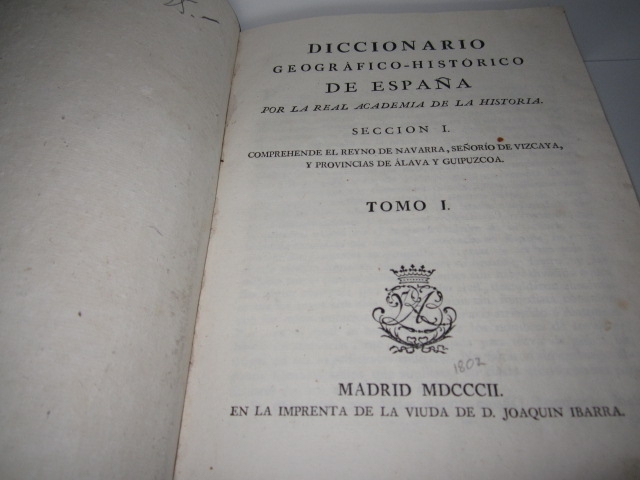 DICCIONARIO
GEOGRÁFICO-HISTÓRICO
DE ESPAÑA
POR LA REAL ACADEMIA DE LA HISTORIA.
SECCION I.
COMPREHENDE EL REYNO DE NAVARRA, SEÑORÍO DE VIZCAYA,
Y PROVINCIAS DE ÁLAVA Y GUIPUZCOA.
TOMO I.
1802
MADRID MDCCCII.
EN LA IMPRENTA DE LA VIUDA DE D. JOAQUIN IBARRA.